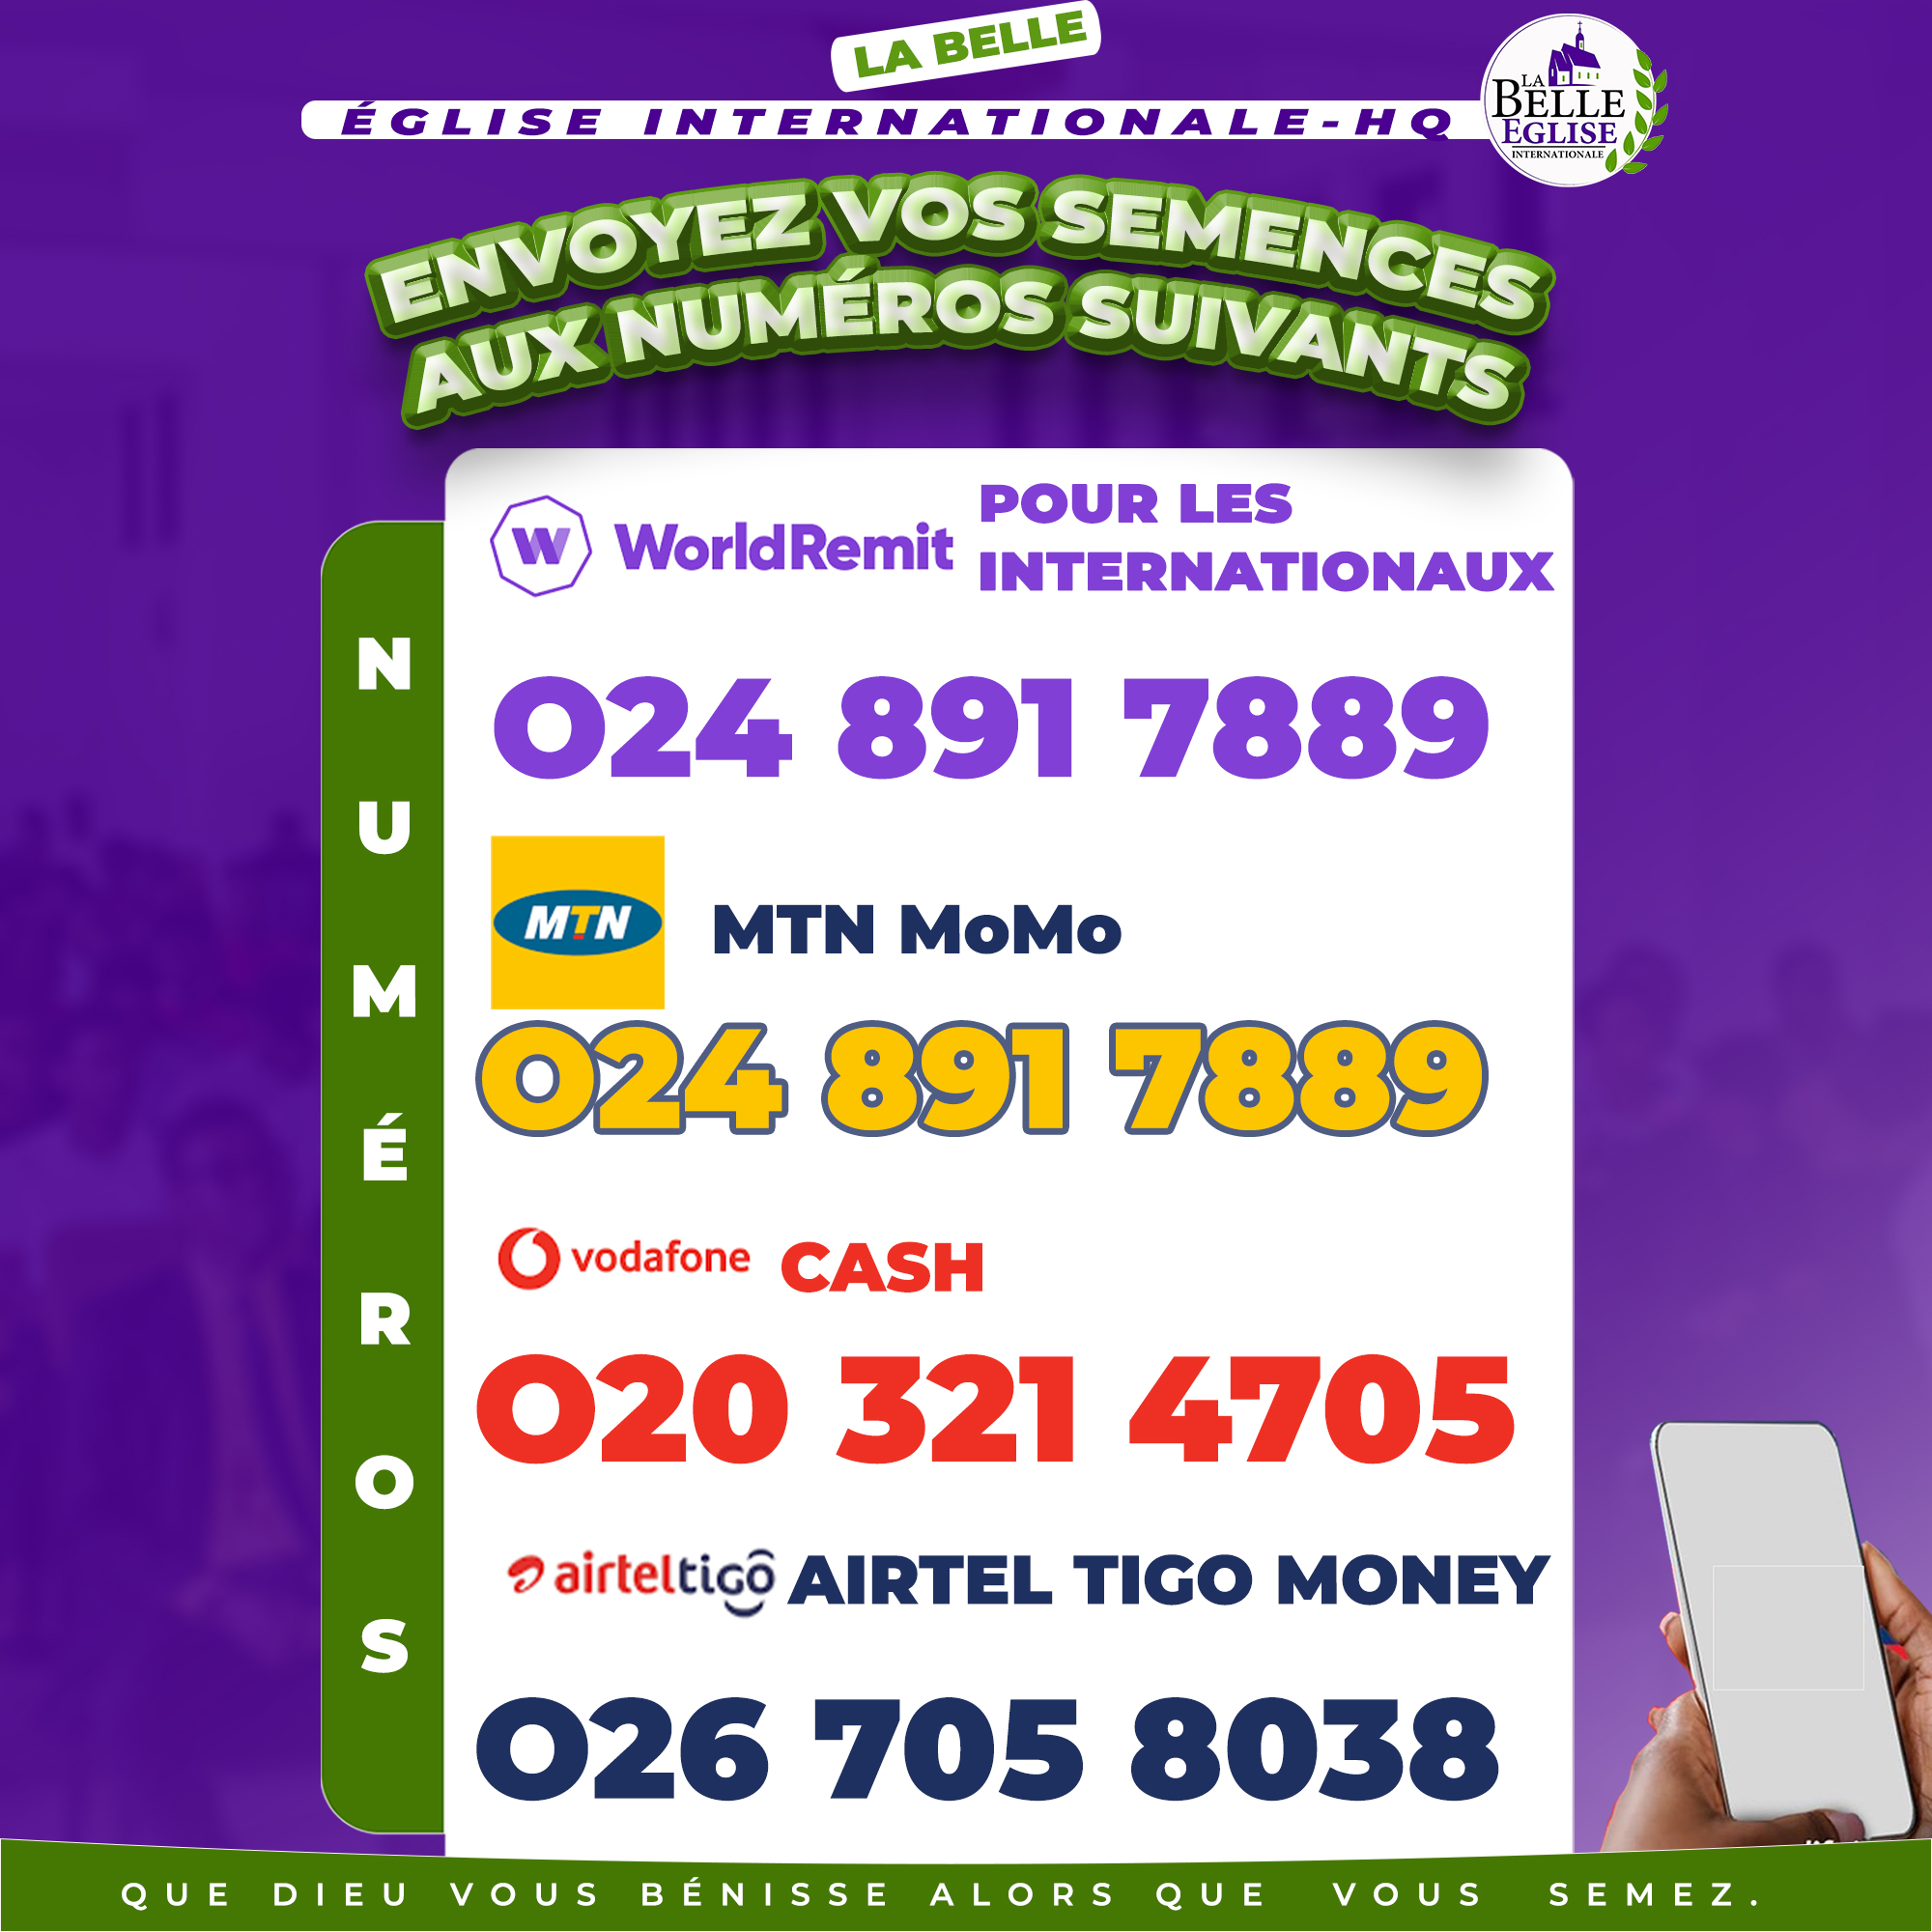 LA BELLE
ÉGLISE INTERNATIONALE-HQ
LA
BELLE
EGLISE
INTERNATIONALE
ENVOYEZ VOS SEMENCES
AUX NUMÉROS SUIVANTS
NUMÉROS
W WorldRemit
POUR LES
INTERNATIONAUX
024 891 7889
MTN MTN MoMo
024 891 7889
vodafone CASH
020 321 4705
airteltigo AIRTEL TIGO MONEY
026 705 8038
QUE DIEU VOUS BÉNISSE ALORS QUE VOUS SEMEZ.